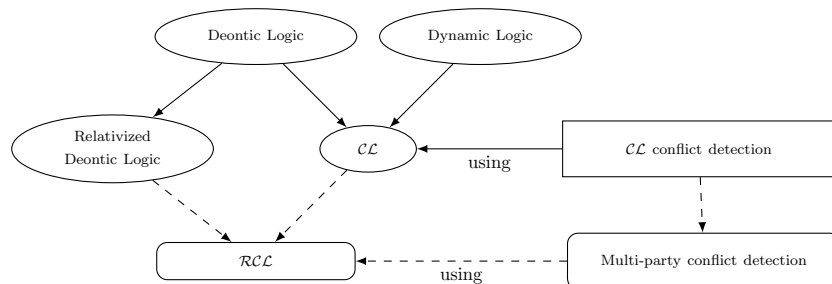 Deontic Logic
Dynamic Logic
Relativized
Deontic Logic
𝒞ℒ
𝒞ℒ conflict detection
using
ℛ𝒞ℒ
Multi-party conflict detection
using